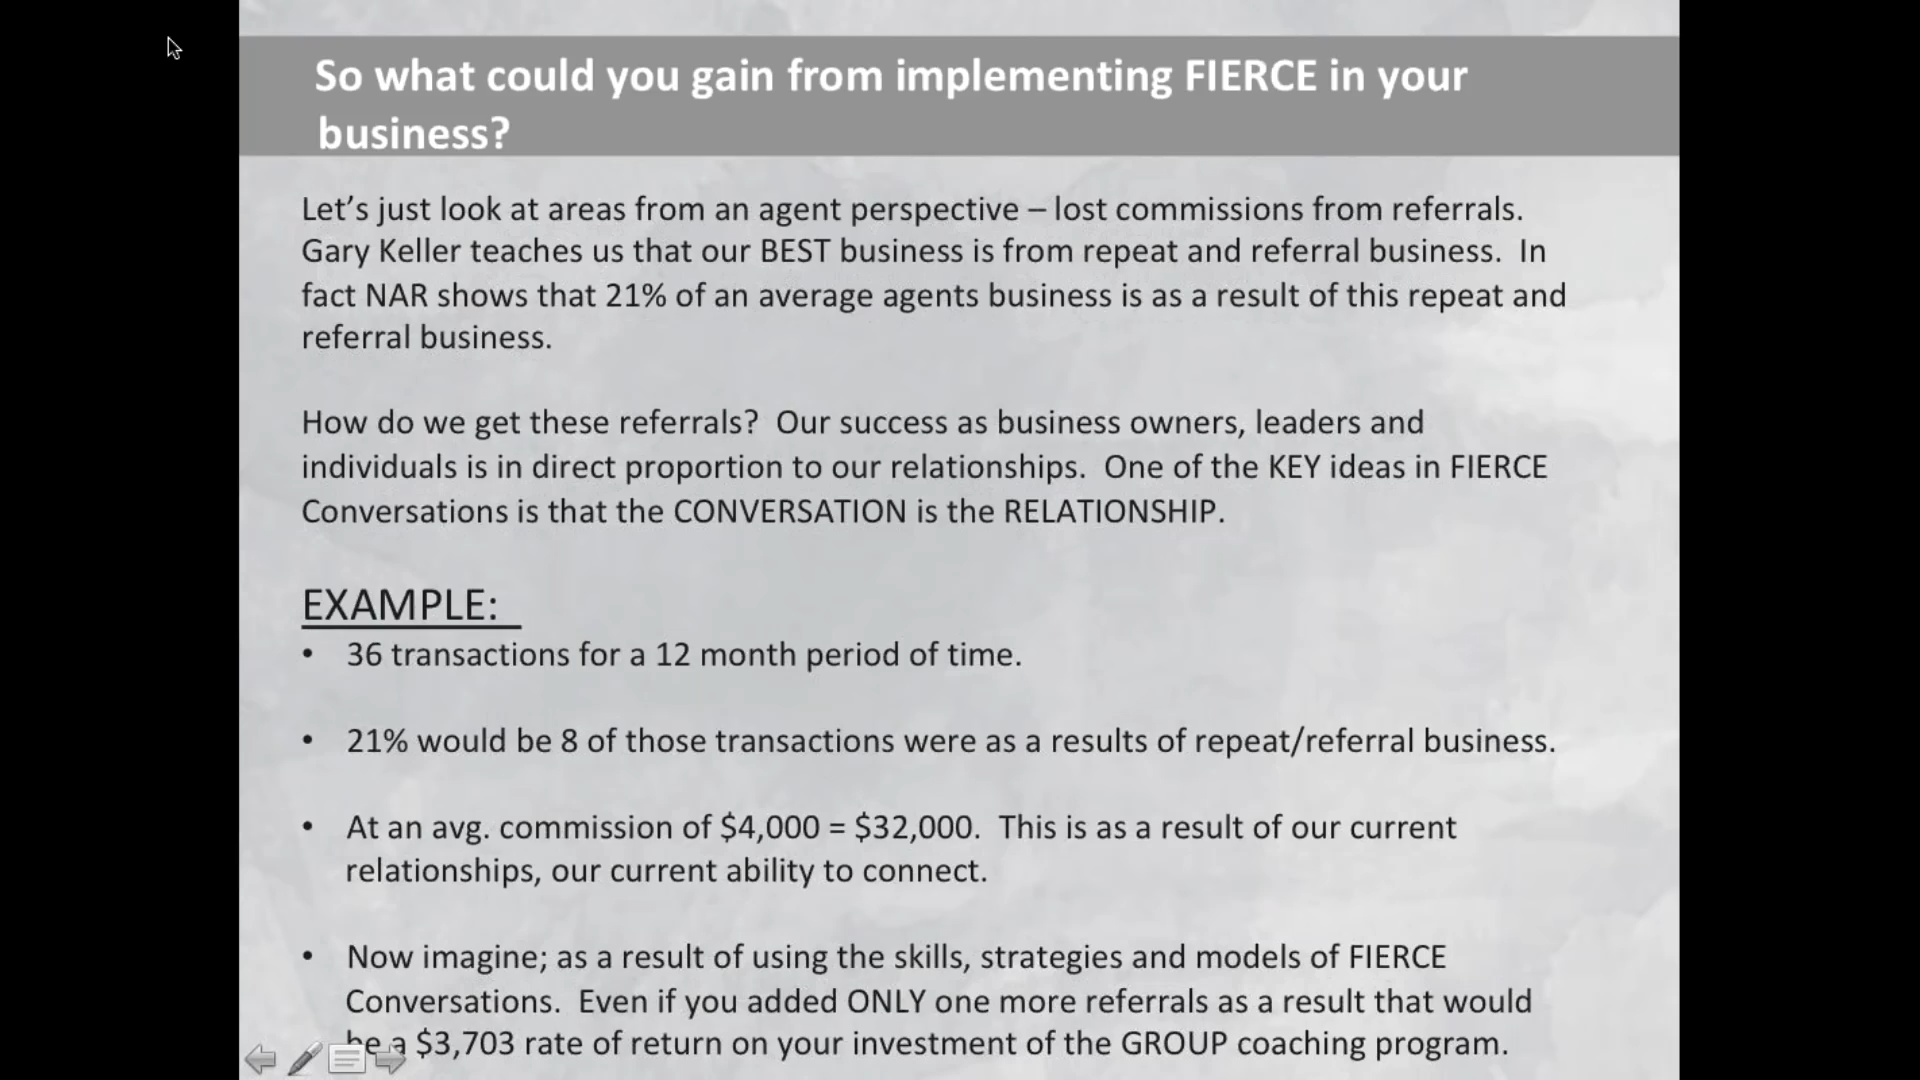 So what could you gain from implementing FIERCE in your
business?
Let’s just look at areas from an agent perspective – lost commissions from referrals.
Gary Keller teaches us that our BEST business is from repeat and referral business.  In
fact NAR shows that 21% of an average agents business is as a result of this repeat and
referral business.
How do we get these referrals?  Our success as business owners, leaders and
individuals is in direct proportion to our relationships.  One of the KEY ideas in FIERCE
Conversations is that the CONVERSATION is the RELATIONSHIP.
EXAMPLE:
• 36 transactions for a 12 month period of time.
• 21% would be 8 of those transactions were as a results of repeat/referral business.
• At an avg. commission of $4,000 = $32,000.  This is as a result of our current
relationships, our current ability to connect.
• Now imagine; as a result of using the skills, strategies and models of FIERCE
Conversations.  Even if you added ONLY one more referrals as a result that would
be a $3,703 rate of return on your investment of the GROUP coaching program.